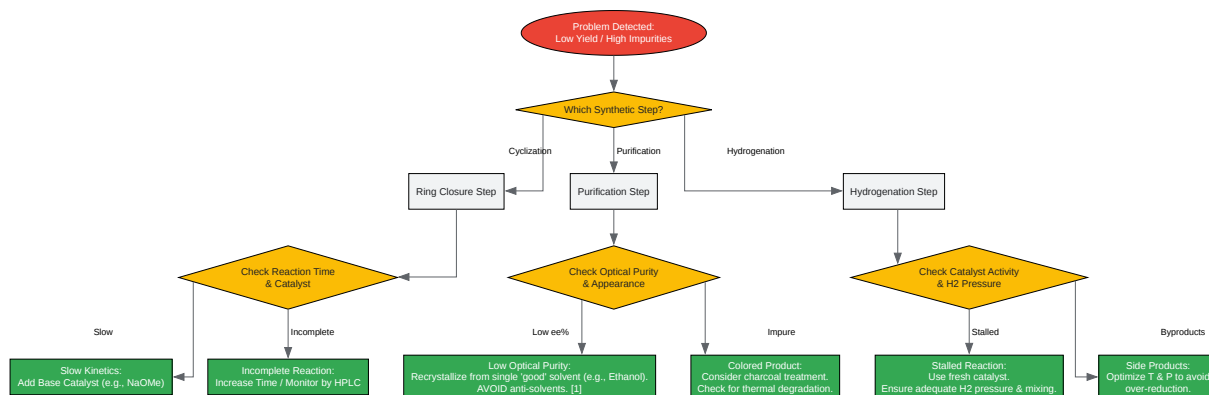 Problem Detected:
Low Yield / High Impurities
Which Synthetic Step?
Cyclization
Purification
Hydrogenation
Ring Closure Step
Purification Step
Hydrogenation Step
Check Reaction Time
& Catalyst
Check Optical Purity
& Appearance
Check Catalyst Activity
& H2 Pressure
Slow
Incomplete
Low ee%
Impure
Stalled
Byproducts
Slow Kinetics:
Add Base Catalyst (e.g., NaOMe)
Incomplete Reaction:
Increase Time / Monitor by HPLC
Low Optical Purity:
Recrystallize from single 'good' solvent (e.g., Ethanol).
AVOID anti-solvents. [1]
Colored Product:
Consider charcoal treatment.
Check for thermal degradation.
Stalled Reaction:
Use fresh catalyst.
Ensure adequate H2 pressure & mixing.
Side Products:
Optimize T & P to avoid
over-reduction.